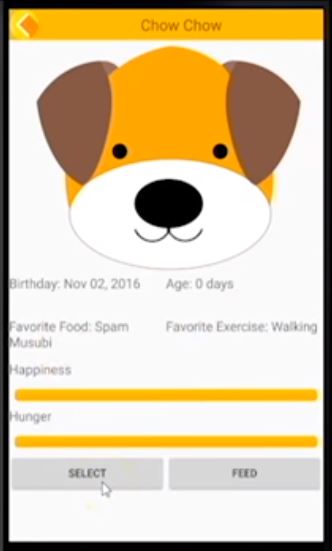 Chow Chow
Birthday: Nov 02, 2016
Age: 0 days
Favorite Food: Spam
Musubi
Favorite Exercise: Walking
Happiness
Hunger
SELECT
FEED